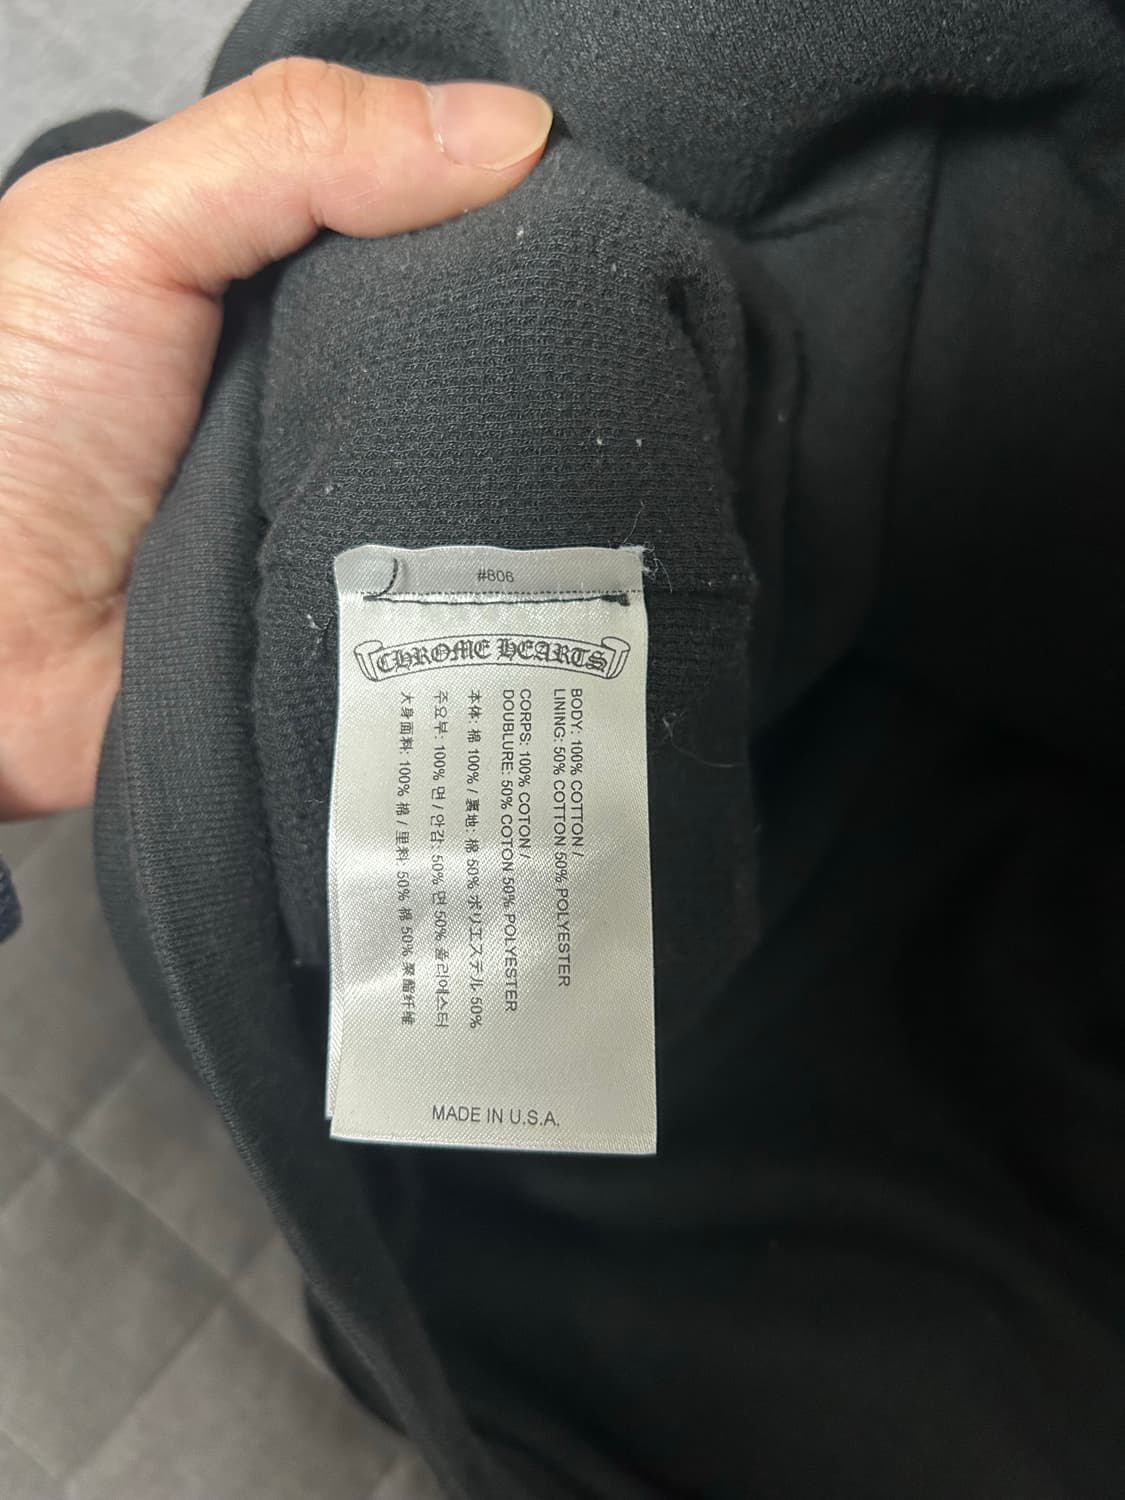 #806
CHROME HEARTS
BODY: 100% COTTON /
LINING: 50% COTTON 50% POLYESTER
CORPS: 100% COTON /
DOUBLURE: 50% COTON 50% POLYESTER
本体: 棉 100% / 裏地: 棉 50% ポリエステル 50%
주요부: 100% 면 / 안감: 50% 면 50% 폴리에스터
大身面料: 100% 棉 / 里料: 50% 棉 50% 聚酯纤维
MADE IN U.S.A.